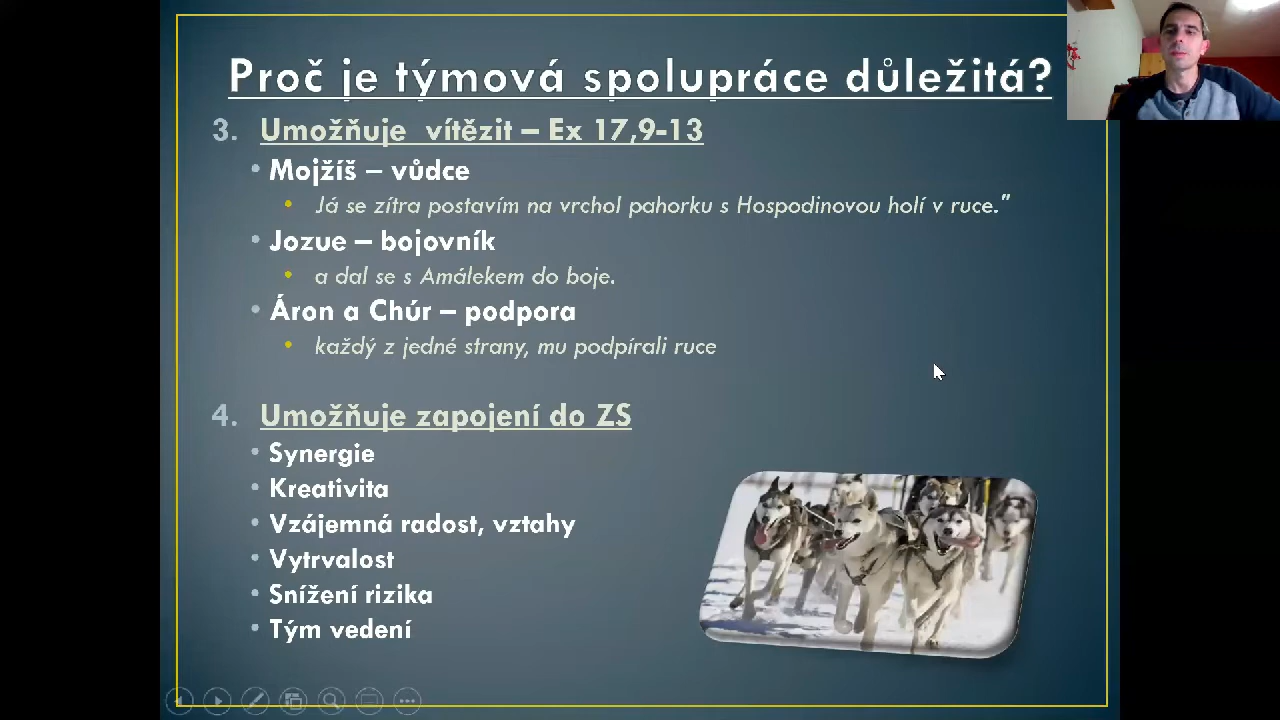 Proč je týmová spolupráce důležitá?
3. Umožňuje vítězit – Ex 17,9-13
• Mojžíš – vůdce
• Já se zítra postavím na vrchol pahorku s Hospodinovou holí v ruce."
• Jozue – bojovník
• a dal se s Amálekem do boje.
• Áron a Chúr – podpora
• každý z jedné strany, mu podpírali ruce
4. Umožňuje zapojení do ZS
• Synergie
• Kreativita
• Vzájemná radost, vztahy
• Vytrvalost
• Snížení rizika
• Tým vedení